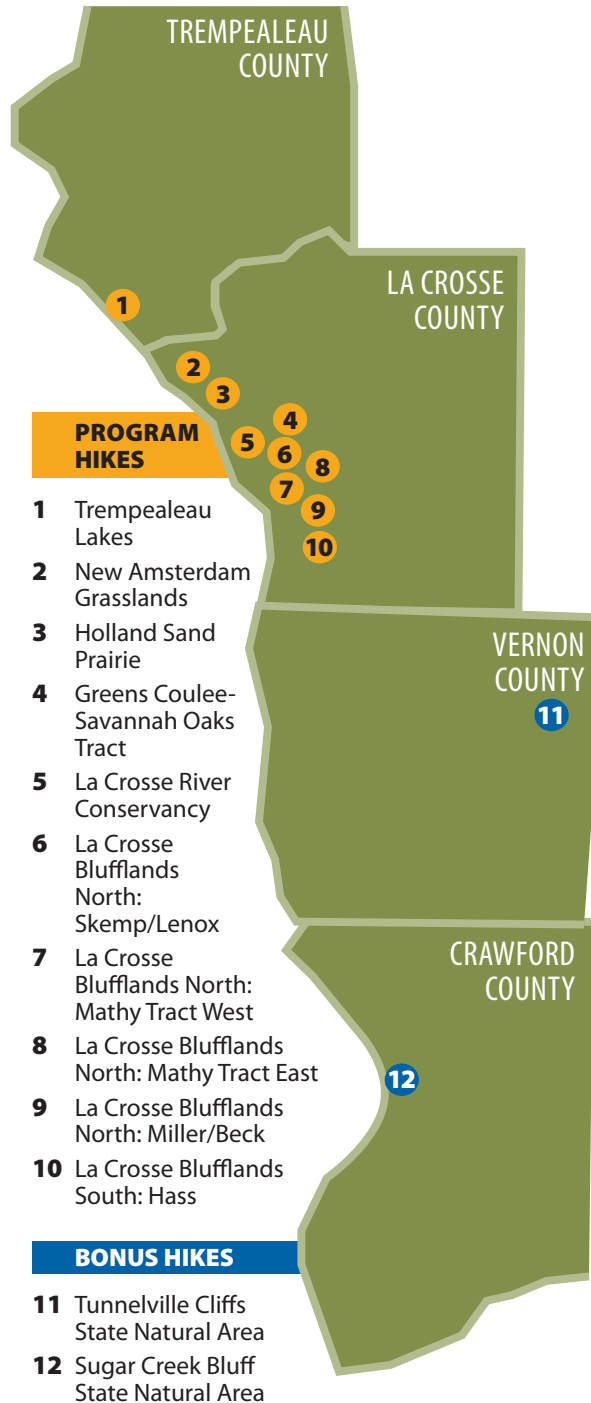 TREMPEALEAU
COUNTY
LA CROSSE
COUNTY
1
2
3
4
5
6
7
8
9
10
VERNON
COUNTY
11
CRAWFORD
COUNTY
12
PROGRAM
HIKES
1 Trempealeau
Lakes
2 New Amsterdam
Grasslands
3 Holland Sand
Prairie
4 Greens Coulee-
Savannah Oaks
Tract
5 La Crosse River
Conservancy
6 La Crosse
Blufflands
North:
Skemp/Lenox
7 La Crosse
Blufflands North:
Mathy Tract West
8 La Crosse Blufflands
North: Mathy Tract East
9 La Crosse Blufflands
North: Miller/Beck
10 La Crosse Blufflands
South: Hass
BONUS HIKES
11 Tunnelville Cliffs
State Natural Area
12 Sugar Creek Bluff
State Natural Area